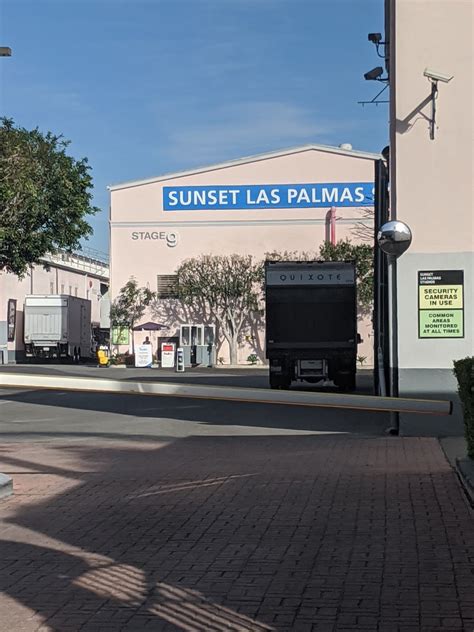 SUNSET LAS PALMAS S
STAGE 9
QUIXOTE
SUNSET
LAS PALMAS
STUDIOS
SECURITY
CAMERAS
IN USE
COMMON
AREAS
MONITORED
AT ALL TIMES